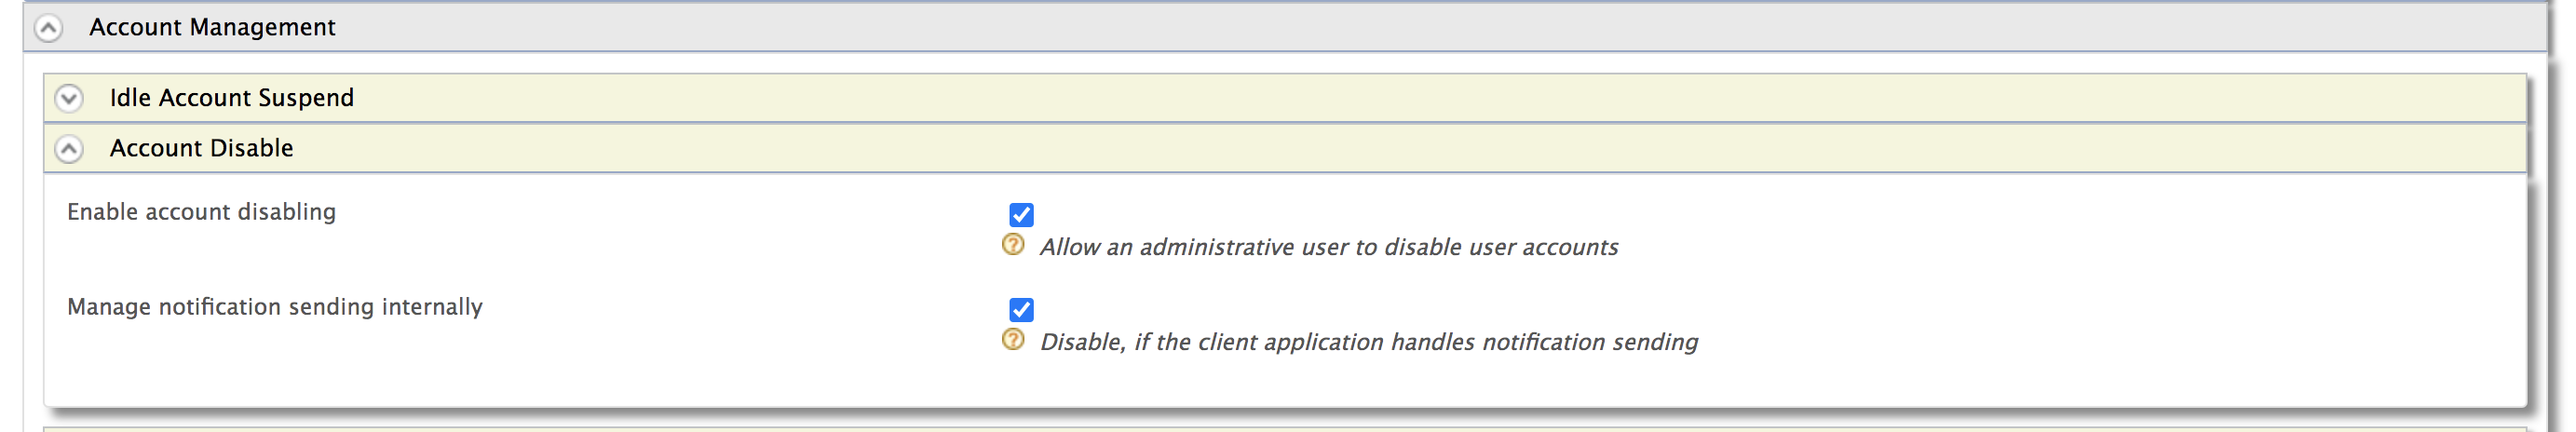 Account Management
Idle Account Suspend
Account Disable
Enable account disabling
Allow an administrative user to disable user accounts
Manage notification sending internally
Disable, if the client application handles notification sending